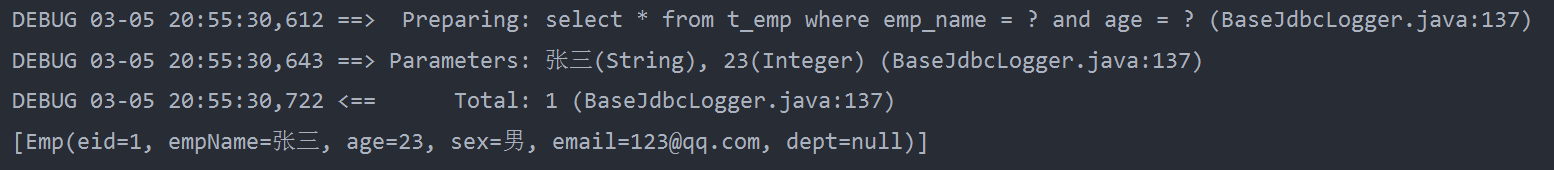 DEBUG 03-05 20:55:30,612 ==>  Preparing: select * from t_emp where emp_name = ? and age = ? (BaseJdbcLogger.java:137)
DEBUG 03-05 20:55:30,643 ==> Parameters: 张三(String), 23(Integer) (BaseJdbcLogger.java:137)
DEBUG 03-05 20:55:30,722 <==      Total: 1 (BaseJdbcLogger.java:137)
[Emp(eid=1, empName=张三, age=23, sex=男, email=123@qq.com, dept=null)]